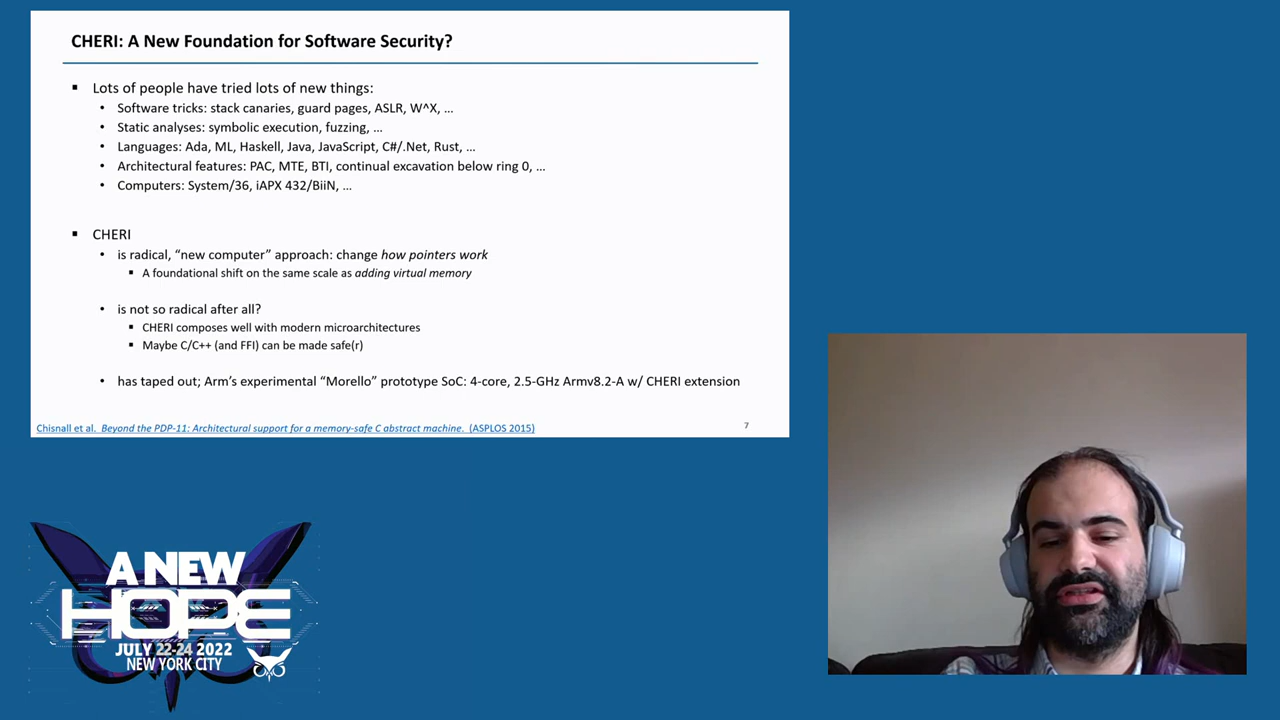 CHERI: A New Foundation for Software Security?
▪ Lots of people have tried lots of new things:
• Software tricks: stack canaries, guard pages, ASLR, W^X, ...
• Static analyses: symbolic execution, fuzzing, ...
• Languages: Ada, ML, Haskell, Java, JavaScript, C#/.Net, Rust, ...
• Architectural features: PAC, MTE, BTI, continual excavation below ring 0, ...
• Computers: System/36, iAPX 432/BiiN, ...
▪ CHERI
• is radical, “new computer” approach: change how pointers work
▪ A foundational shift on the same scale as adding virtual memory
• is not so radical after all?
▪ CHERI composes well with modern microarchitectures
▪ Maybe C/C++ (and FFI) can be made safe(r)
• has taped out; Arm’s experimental “Morello” prototype SoC: 4-core, 2.5-GHz Armv8.2-A w/ CHERI extension
Chisnall et al. Beyond the PDP-11: Architectural support for a memory-safe C abstract machine. (ASPLOS 2015)
7
A NEW
HOPE
JULY 22-24 2022
NEW YORK CITY